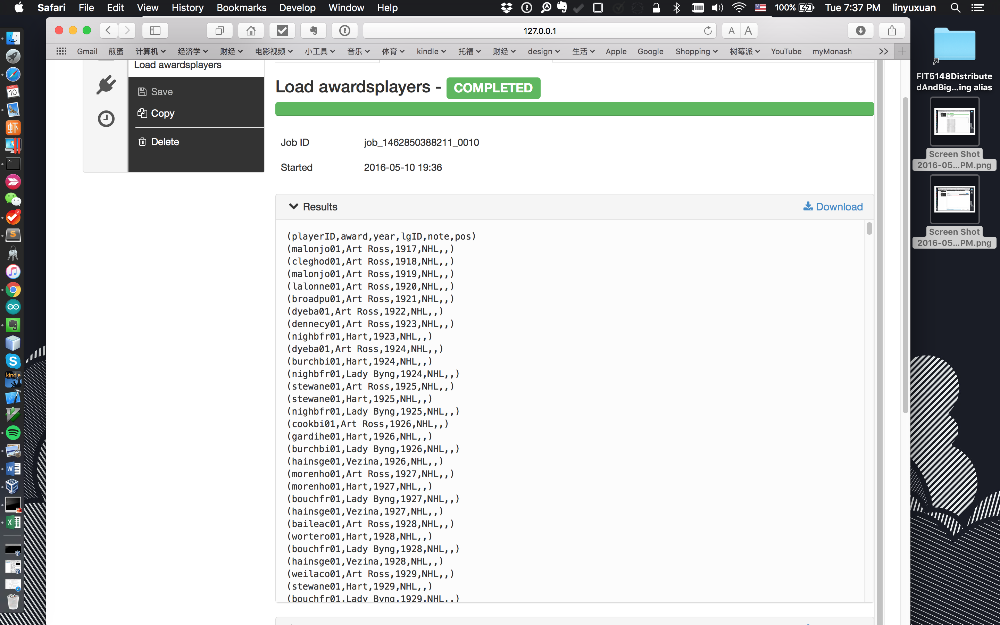 Safari File Edit View History Bookmarks Develop Window Help 100% Tue 7:37 PM linyuxuan
127.0.0.1 A A
Gmail 煎蛋 计算机 经济学 财经 电影视频 小工具 音乐 体育 kindle 托福 财经 design 生活 Apple Google Shopping 树莓派 YouTube myMonash >>
Load awardsplayers
Save
Copy
Delete
Load awardsplayers - COMPLETED
Job ID job_1462850388211_0010
Started 2016-05-10 19:36
Results Download
(playerID,award,year,lgID,note,pos)
(malonjo01,Art Ross,1917,NHL,,)
(cleghod01,Art Ross,1918,NHL,,)
(malonjo01,Art Ross,1919,NHL,,)
(lalonne01,Art Ross,1920,NHL,,)
(broadpu01,Art Ross,1921,NHL,,)
(dyeba01,Art Ross,1922,NHL,,)
(dennecy01,Art Ross,1923,NHL,,)
(nighbfr01,Hart,1923,NHL,,)
(dyeba01,Art Ross,1924,NHL,,)
(burchbi01,Hart,1924,NHL,,)
(nighbfr01,Lady Byng,1924,NHL,,)
(stewane01,Art Ross,1925,NHL,,)
(stewane01,Hart,1925,NHL,,)
(nighbfr01,Lady Byng,1925,NHL,,)
(cookbi01,Art Ross,1926,NHL,,)
(gardihe01,Hart,1926,NHL,,)
(burchbi01,Lady Byng,1926,NHL,,)
(hainsge01,Vezina,1926,NHL,,)
(morenho01,Art Ross,1927,NHL,,)
(morenho01,Hart,1927,NHL,,)
(bouchfr01,Lady Byng,1927,NHL,,)
(hainsge01,Vezina,1927,NHL,,)
(baileac01,Art Ross,1928,NHL,,)
(wortero01,Hart,1928,NHL,,)
(bouchfr01,Lady Byng,1928,NHL,,)
(hainsge01,Vezina,1928,NHL,,)
(weilaco01,Art Ross,1929,NHL,,)
(stewane01,Hart,1929,NHL,,)
(bouchfr01,Lady Byng,1929,NHL,,)
FIT5148Distribute
dAndBig...ing alias
Screen Shot
2016-05...PM.png
Screen Shot
2016-05...PM.png
MAY
10
虾
2
S
kindle
W
X